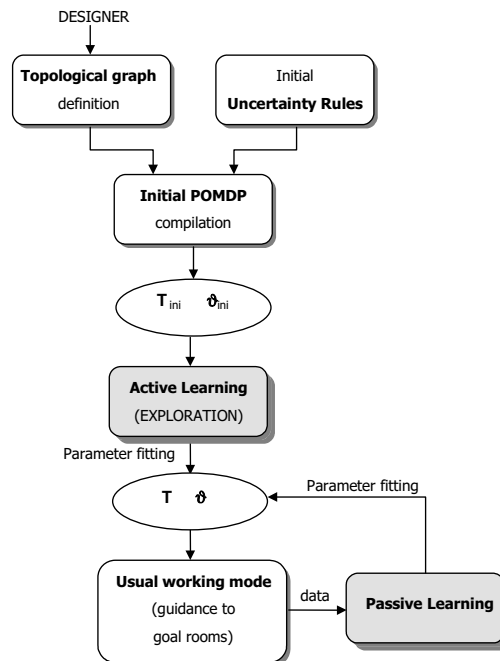 DESIGNER
Topological graph
definition
Initial
Uncertainty Rules
Initial POMDP
compilation
T ini ϑini
Active Learning
(EXPLORATION)
Parameter fitting
T ϑ
Parameter fitting
Usual working mode
(guidance to
goal rooms)
data
Passive Learning